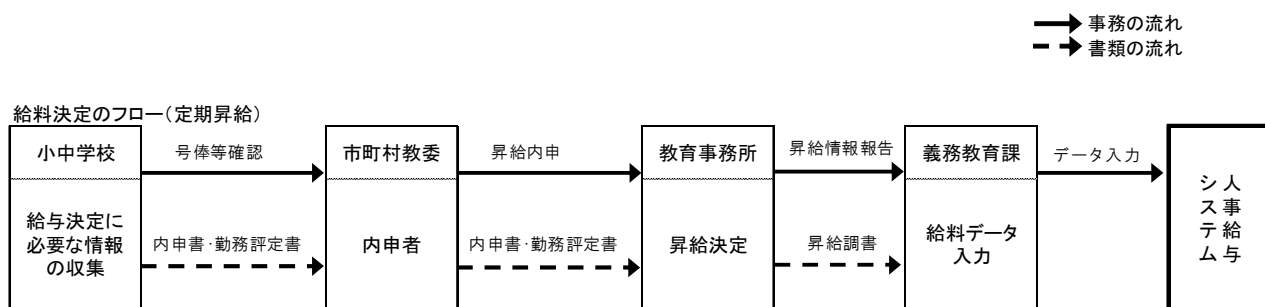 事務の流れ
書類の流れ
給料決定のフロー(定期昇給)
小中学校
号俸等確認
市町村教委
昇給内申
教育事務所
昇給情報報告
義務教育課
データ入力
人事給与
システム
給与決定に
必要な情報
の収集
内申書・勤務評定書
内申者
内申書・勤務評定書
昇給決定
昇給調書
給料データ
入力